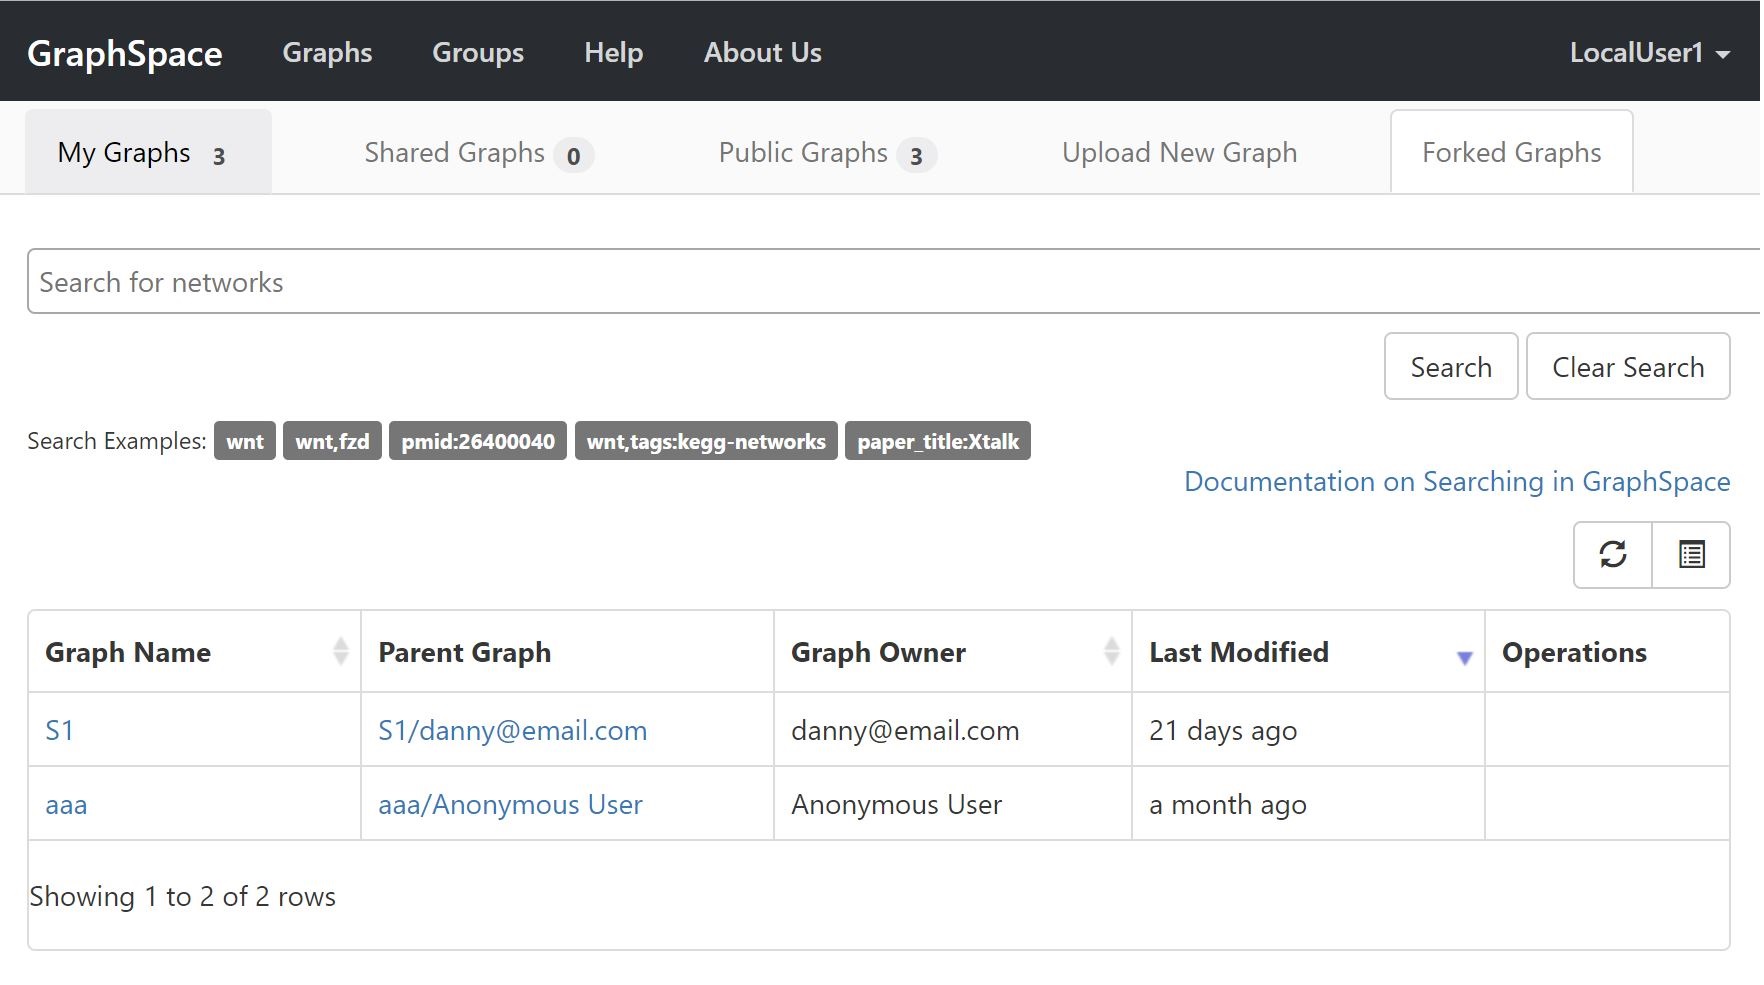 GraphSpace Graphs Groups Help About Us LocalUser1
My Graphs 3 Shared Graphs 0 Public Graphs 3 Upload New Graph Forked Graphs
Search for networks
Search Clear Search
Search Examples: wnt wnt,fzd pmid:26400040 wnt,tags:kegg-networks paper_title:Xtalk
Documentation on Searching in GraphSpace
Graph Name Parent Graph Graph Owner Last Modified Operations
S1 S1/danny@email.com danny@email.com 21 days ago
aaa aaa/Anonymous User Anonymous User a month ago
Showing 1 to 2 of 2 rows